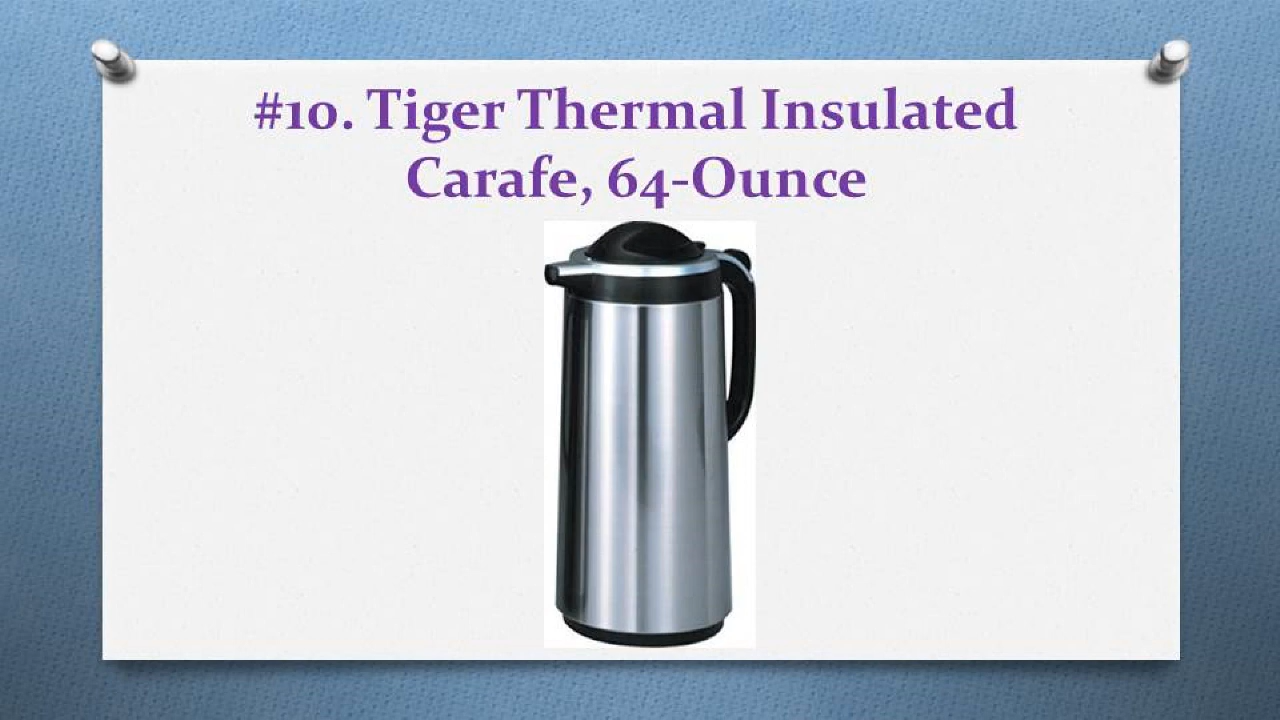 #10. Tiger Thermal Insulated
Carafe, 64-Ounce